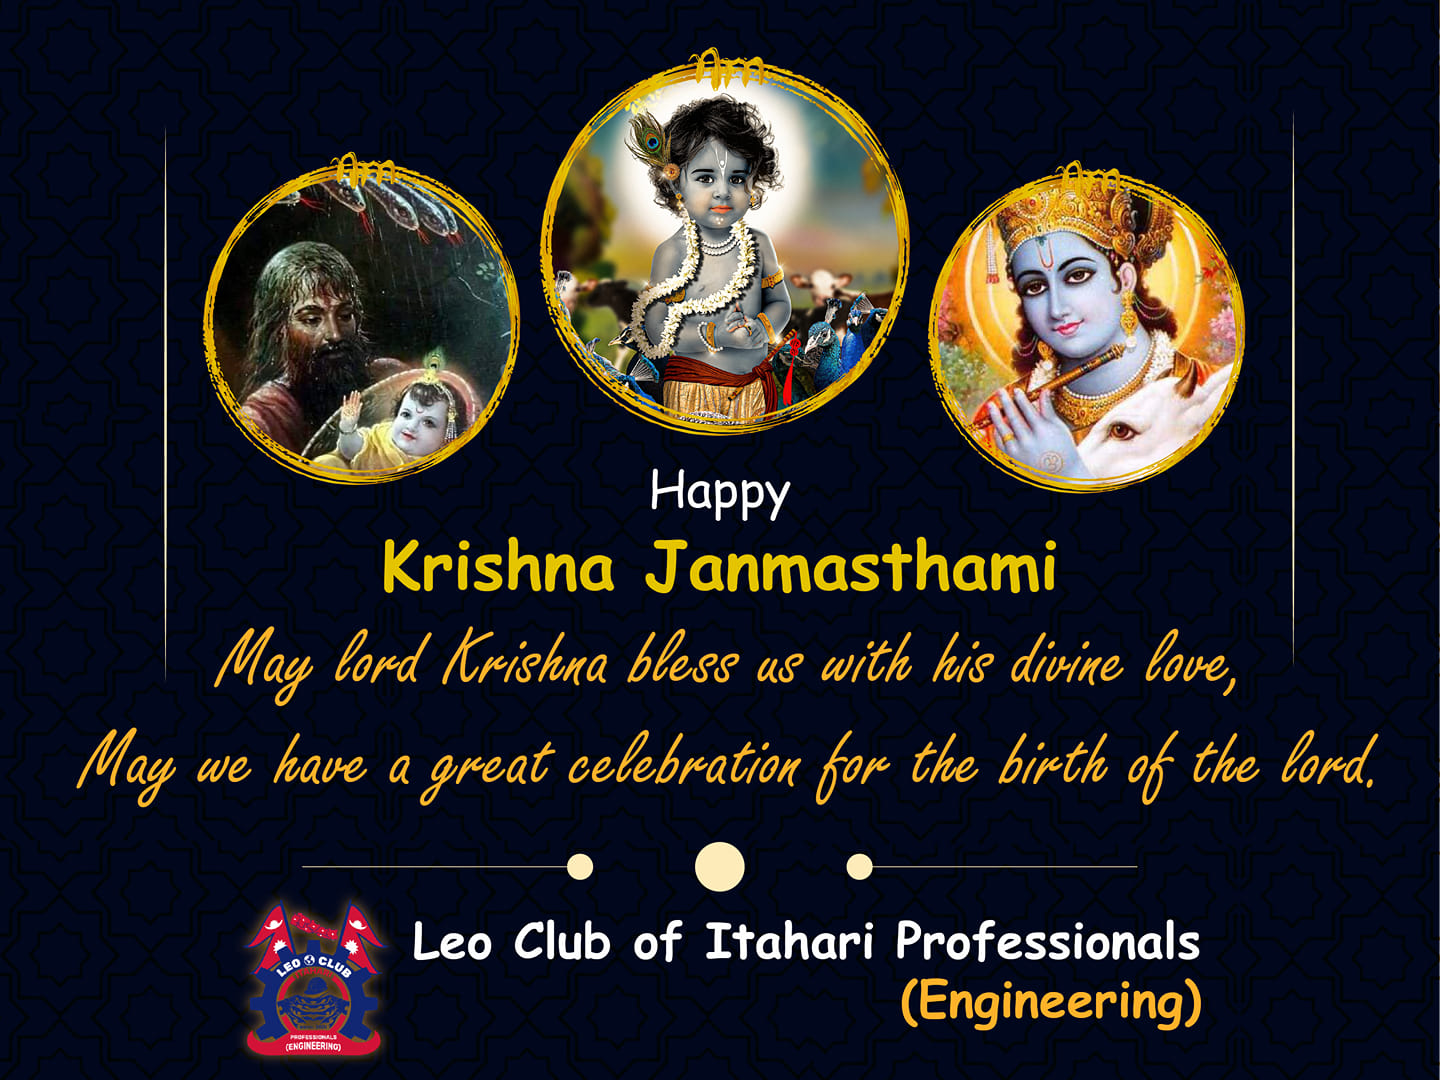 Happy
Krishna Janmasthami
May lord Krishna bless us with his divine love,
May we have a great celebration for the birth of the lord.
Leo Club of Itahari Professionals
(Engineering)
LEO CLUB
PROFESSIONALS
(ENGINEERING)